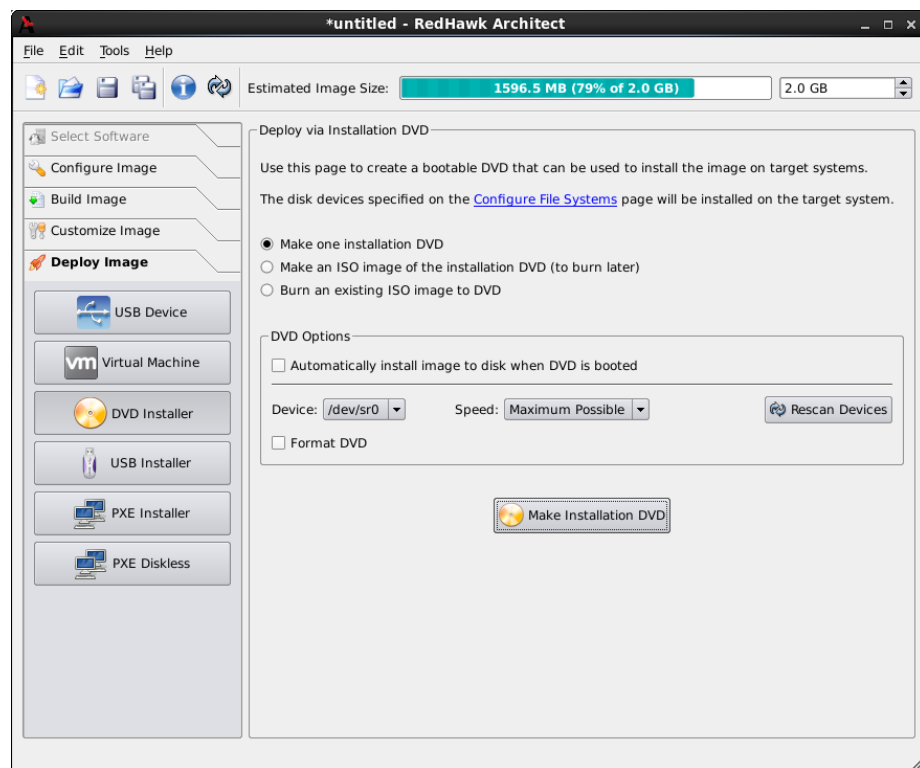 *untitled - RedHawk Architect
File Edit Tools Help
Estimated Image Size: 1596.5 MB (79% of 2.0 GB) 2.0 GB
Select Software
Configure Image
Build Image
Customize Image
Deploy Image
USB Device
vm Virtual Machine
DVD Installer
USB Installer
PXE Installer
PXE Diskless
Deploy via Installation DVD
Use this page to create a bootable DVD that can be used to install the image on target systems.
The disk devices specified on the Configure File Systems page will be installed on the target system.
Make one installation DVD
Make an ISO image of the installation DVD (to burn later)
Burn an existing ISO image to DVD
DVD Options
Automatically install image to disk when DVD is booted
Device: /dev/sr0 Speed: Maximum Possible Rescan Devices
Format DVD
Make Installation DVD